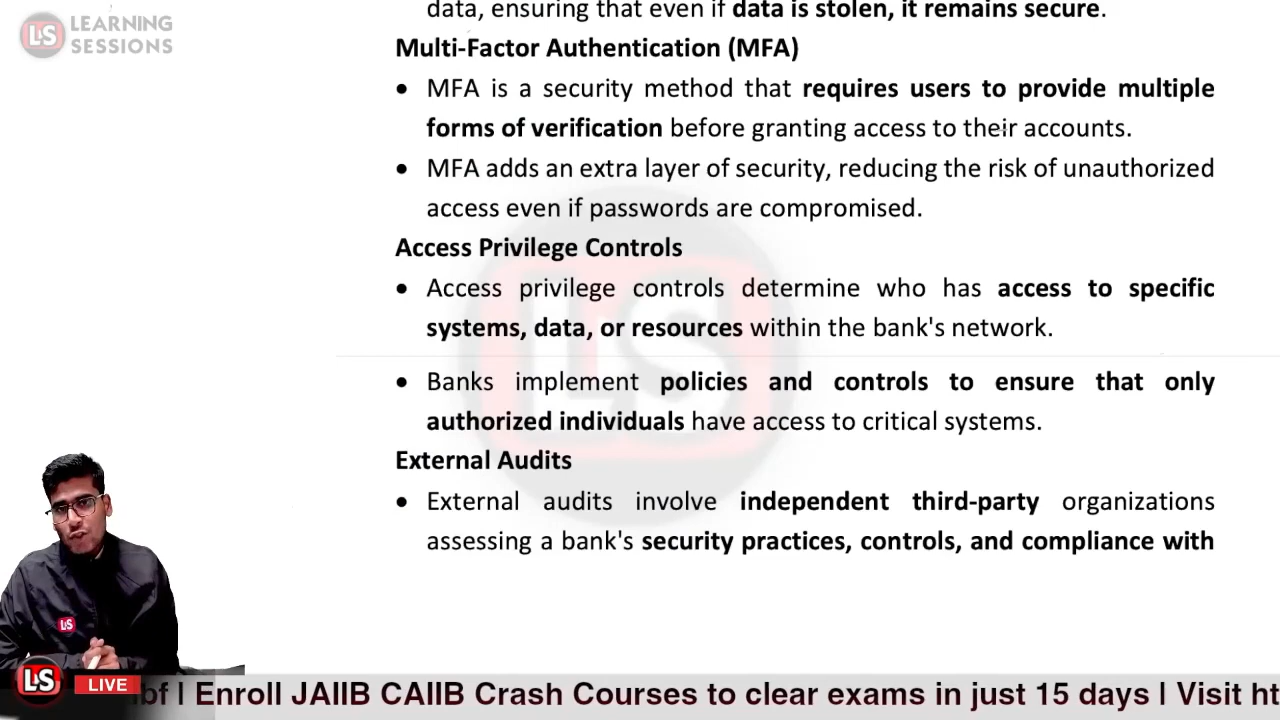 LEARNING
SESSIONS
LS
data, ensuring that even if data is stolen, it remains secure.
Multi-Factor Authentication (MFA)
• MFA is a security method that requires users to provide multiple
forms of verification before granting access to their accounts.
• MFA adds an extra layer of security, reducing the risk of unauthorized
access even if passwords are compromised.
Access Privilege Controls
• Access privilege controls determine who has access to specific
systems, data, or resources within the bank's network.
• Banks implement policies and controls to ensure that only
authorized individuals have access to critical systems.
External Audits
• External audits involve independent third-party organizations
assessing a bank's security practices, controls, and compliance with
LS
LS
LS LIVE
bf | Enroll JAIIB CAIIB Crash Courses to clear exams in just 15 days | Visit ht